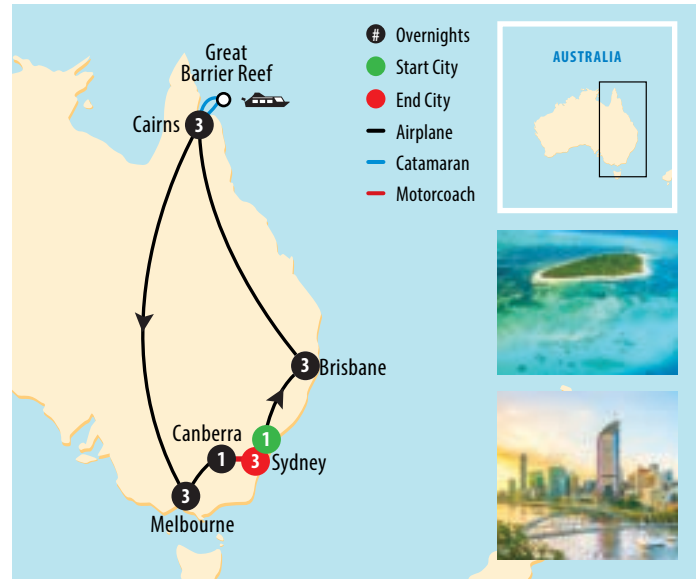 Great
Barrier Reef
Cairns
3
3
Brisbane
1
Canberra
1
3
Sydney
3
Melbourne
# Overnights
Start City
End City
Airplane
Catamaran
Motorcoach
AUSTRALIA